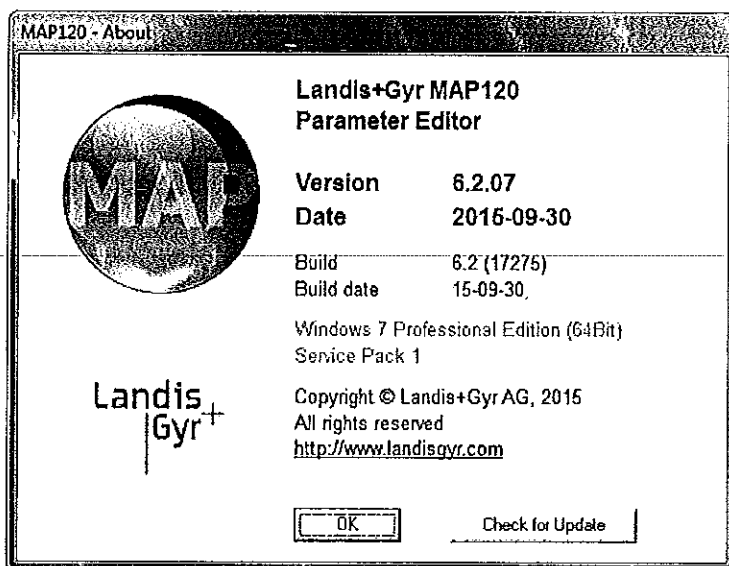 MAP120 - About
MAP
Landis+Gyr MAP120
Parameter Editor
Version 6.2.07
Date 2015-09-30
Build 6.2 (17275)
Build date 15-09-30,
Windows 7 Professional Edition (64Bit)
Service Pack 1
Landis+
Gyr
Copyright © Landis+Gyr AG, 2015
All rights reserved
http://www.landisgyr.com
OK
Check for Update